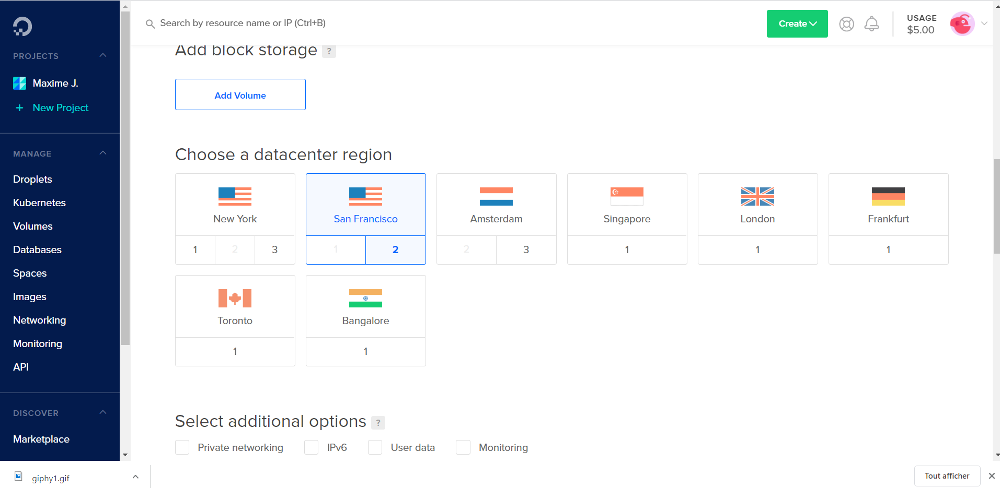 Search by resource name or IP (Ctrl+B)
Create
USAGE
$5.00
PROJECTS
Maxime J.
+ New Project
MANAGE
Droplets
Kubernetes
Volumes
Databases
Spaces
Images
Networking
Monitoring
API
DISCOVER
Marketplace
Add block storage ?
Add Volume
Choose a datacenter region
New York
1 2 3
San Francisco
1 2
Amsterdam
2 3
Singapore
1
London
1
Frankfurt
1
Toronto
1
Bangalore
1
Select additional options ?
Private networking
IPv6
User data
Monitoring
giphy1.gif
Tout afficher